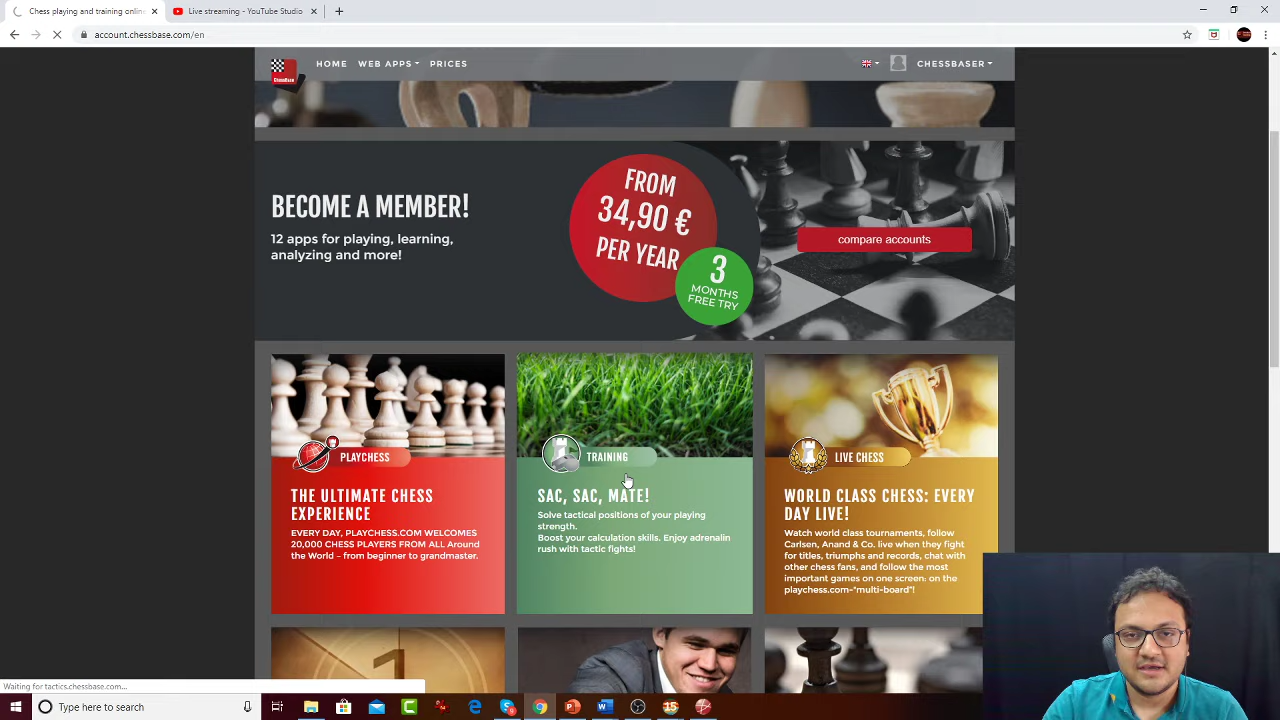 Chess playing and training onlin
Live streaming - YouTube Studio
account.chessbase.com/en
ChessBase
HOME
WEB APPS
PRICES
CHESSBASER
BECOME A MEMBER!
12 apps for playing, learning,
analyzing and more!
FROM
34,90 €
PER YEAR
3
MONTHS
FREE TRY
compare accounts
PLAYCHESS
THE ULTIMATE CHESS
EXPERIENCE
EVERY DAY, PLAYCHESS.COM WELCOMES
20,000 CHESS PLAYERS FROM ALL Around
the World – from beginner to grandmaster.
TRAINING
SAC, SAC, MATE!
Solve tactical positions of your playing
strength.
Boost your calculation skills. Enjoy adrenalin
rush with tactic fights!
LIVE CHESS
WORLD CLASS CHESS: EVERY
DAY LIVE!
Watch world class tournaments, follow
Carlsen, Anand & Co. live when they fight
for titles, triumphs and records, chat with
other chess fans, and follow the most
important games on one screen: on the
playchess.com-"multi-board"!
Waiting for tactics.chessbase.com...
Type here to search